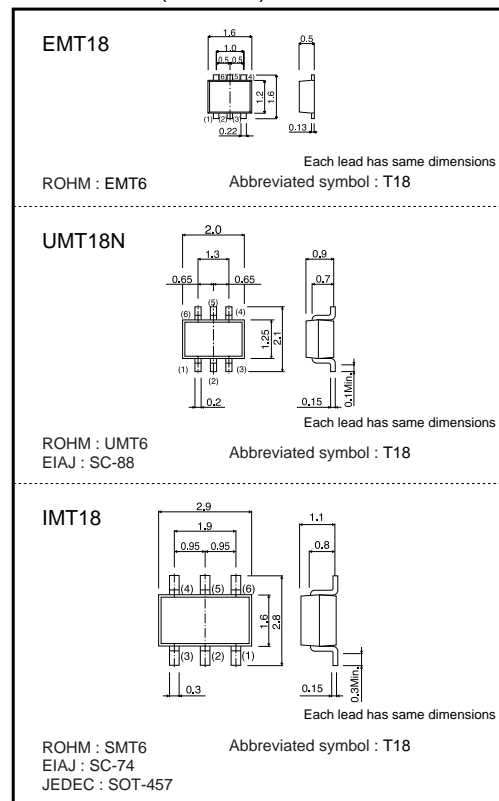 EMT18
1.6
1.0
0.5 0.5
0.5
(6) (5) (4)
1.2
1.6
(1) (2) (3)
0.22
0.13
Each lead has same dimensions
ROHM : EMT6
Abbreviated symbol : T18
UMT18N
2.0
1.3
0.65
0.65
0.9
0.7
(5)
(6)
(4)
1.25
2.1
(1)
(3)
(2)
0.2
0.15
0.1Min.
Each lead has same dimensions
ROHM : UMT6
EIAJ : SC-88
Abbreviated symbol : T18
IMT18
2.9
1.9
0.95 0.95
1.1
0.8
(4) (5) (6)
1.6
2.8
(3) (2) (1)
0.3
0.15
0.3Min.
Each lead has same dimensions
ROHM : SMT6
Abbreviated symbol : T18
EIAJ : SC-74
JEDEC : SOT-457